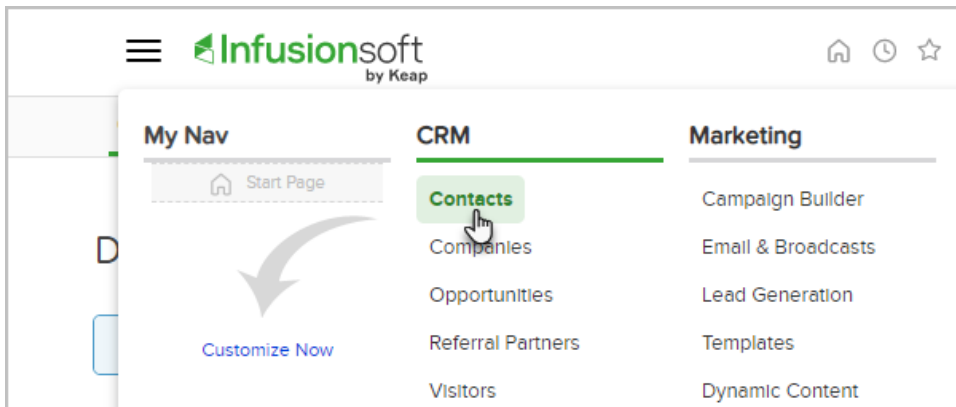 Infusionsoft
by Keap
My Nav
Start Page
Customize Now
CRM
Contacts
Companies
Opportunities
Referral Partners
Visitors
Marketing
Campaign Builder
Email & Broadcasts
Lead Generation
Templates
Dynamic Content
D